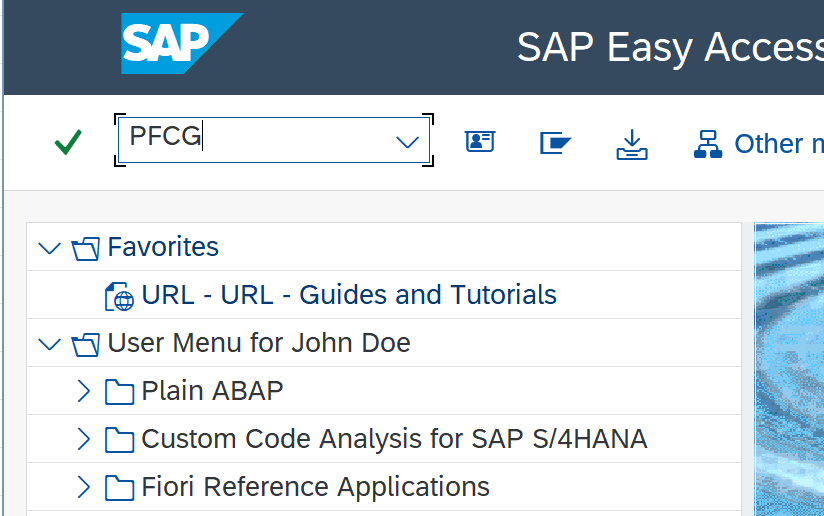 SAP
SAP Easy Access
PFCG
Other
Favorites
URL - URL - Guides and Tutorials
User Menu for John Doe
Plain ABAP
Custom Code Analysis for SAP S/4HANA
Fiori Reference Applications